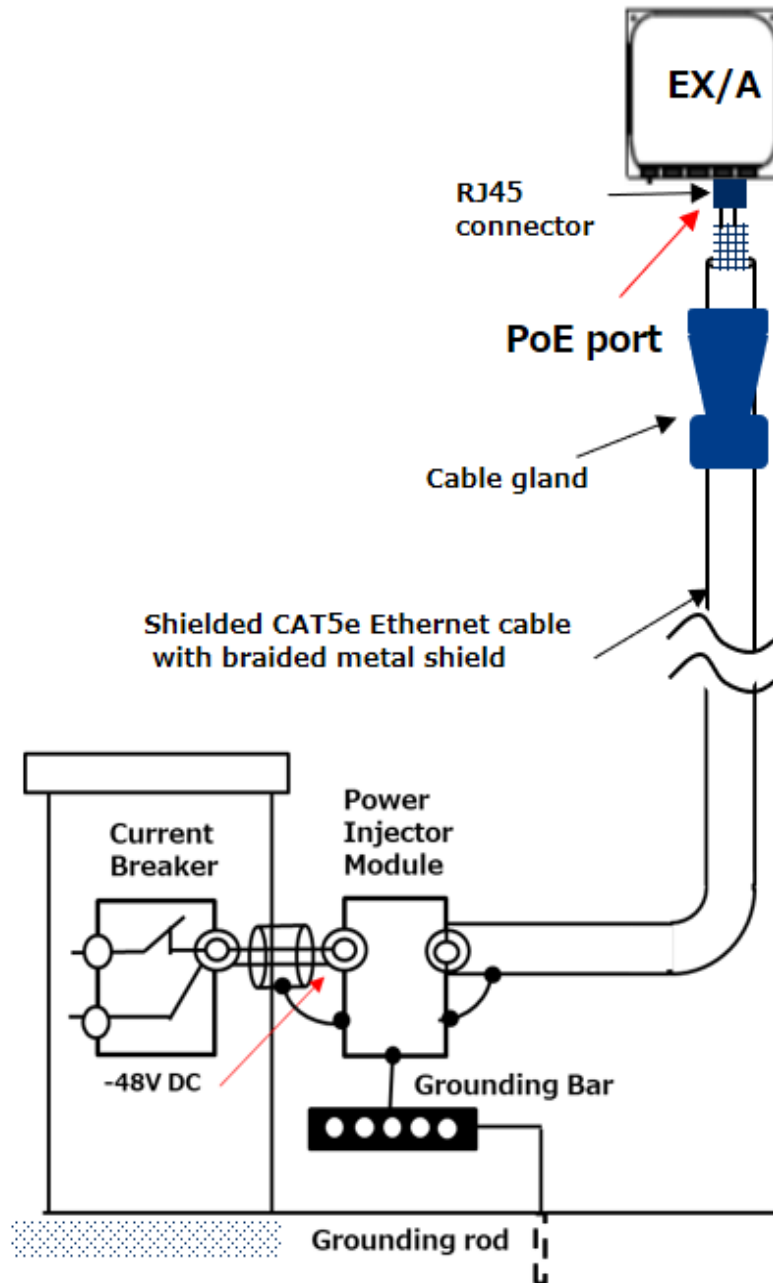 EX/A
RJ45
connector
PoE port
Cable gland
Shielded CAT5e Ethernet cable
with braided metal shield
Power
Injector
Module
Current
Breaker
-48V DC
Grounding Bar
Grounding rod